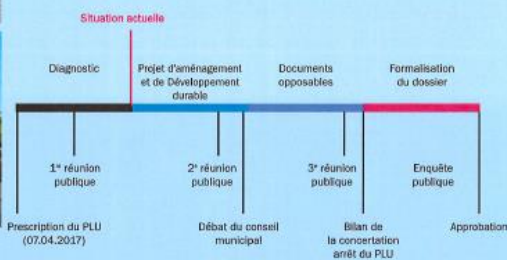 Situation actuelle
Diagnostic
Projet d'aménagement
et de Développement
durable
Documents
opposables
Formalisation
du dossier
1re réunion
publique
2e réunion
publique
3e réunion
publique
Enquête
publique
Prescription du PLU
(07.04.2017)
Débat du conseil
municipal
Bilan de
la concertation
arrêt du PLU
Approbation